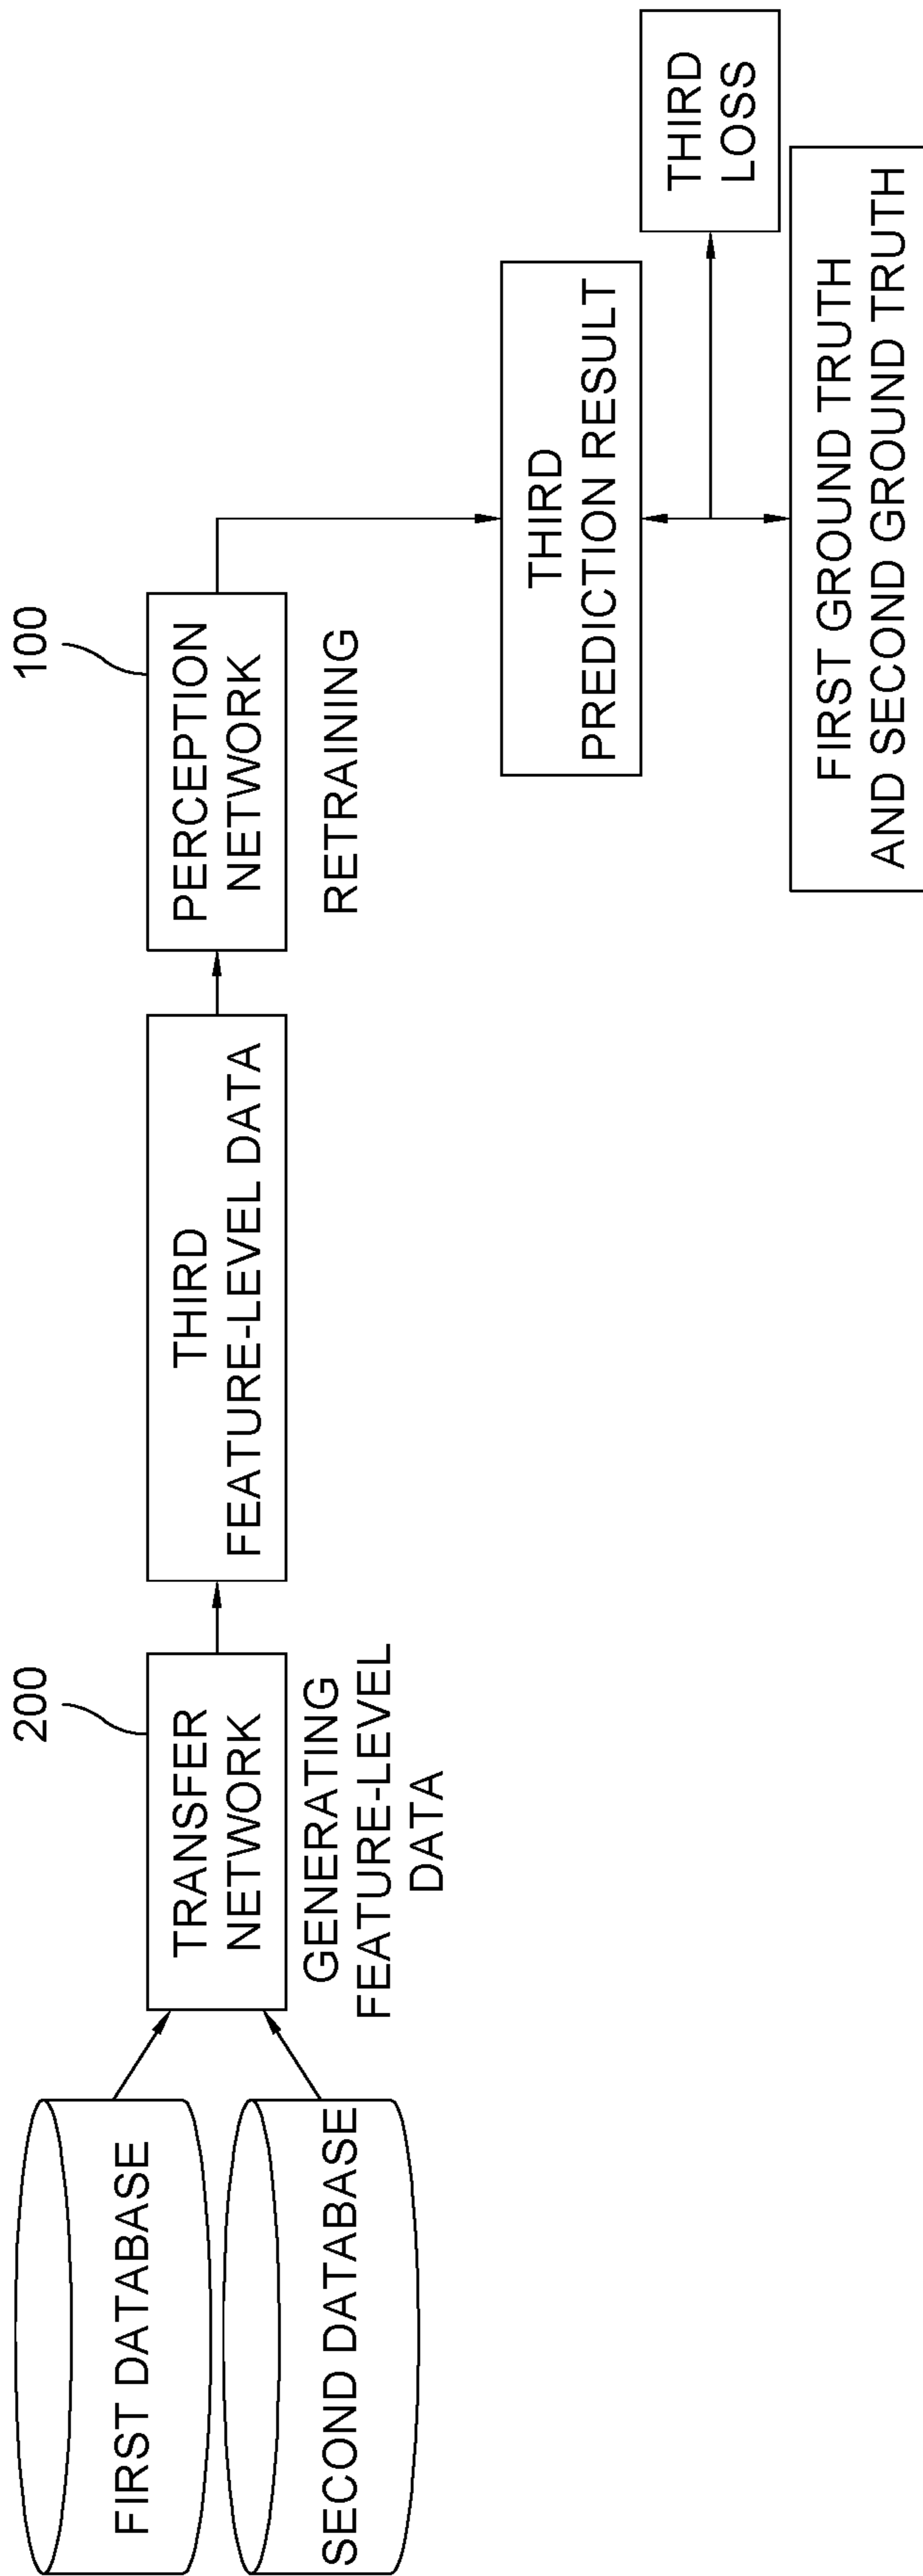 FIRST DATABASE
SECOND DATABASE
200
TRANSFER
NETWORK
GENERATING
FEATURE-LEVEL
DATA
THIRD
FEATURE-LEVEL DATA
100
PERCEPTION
NETWORK
RETRAINING
THIRD
PREDICTION RESULT
THIRD
LOSS
FIRST GROUND TRUTH
AND SECOND GROUND TRUTH